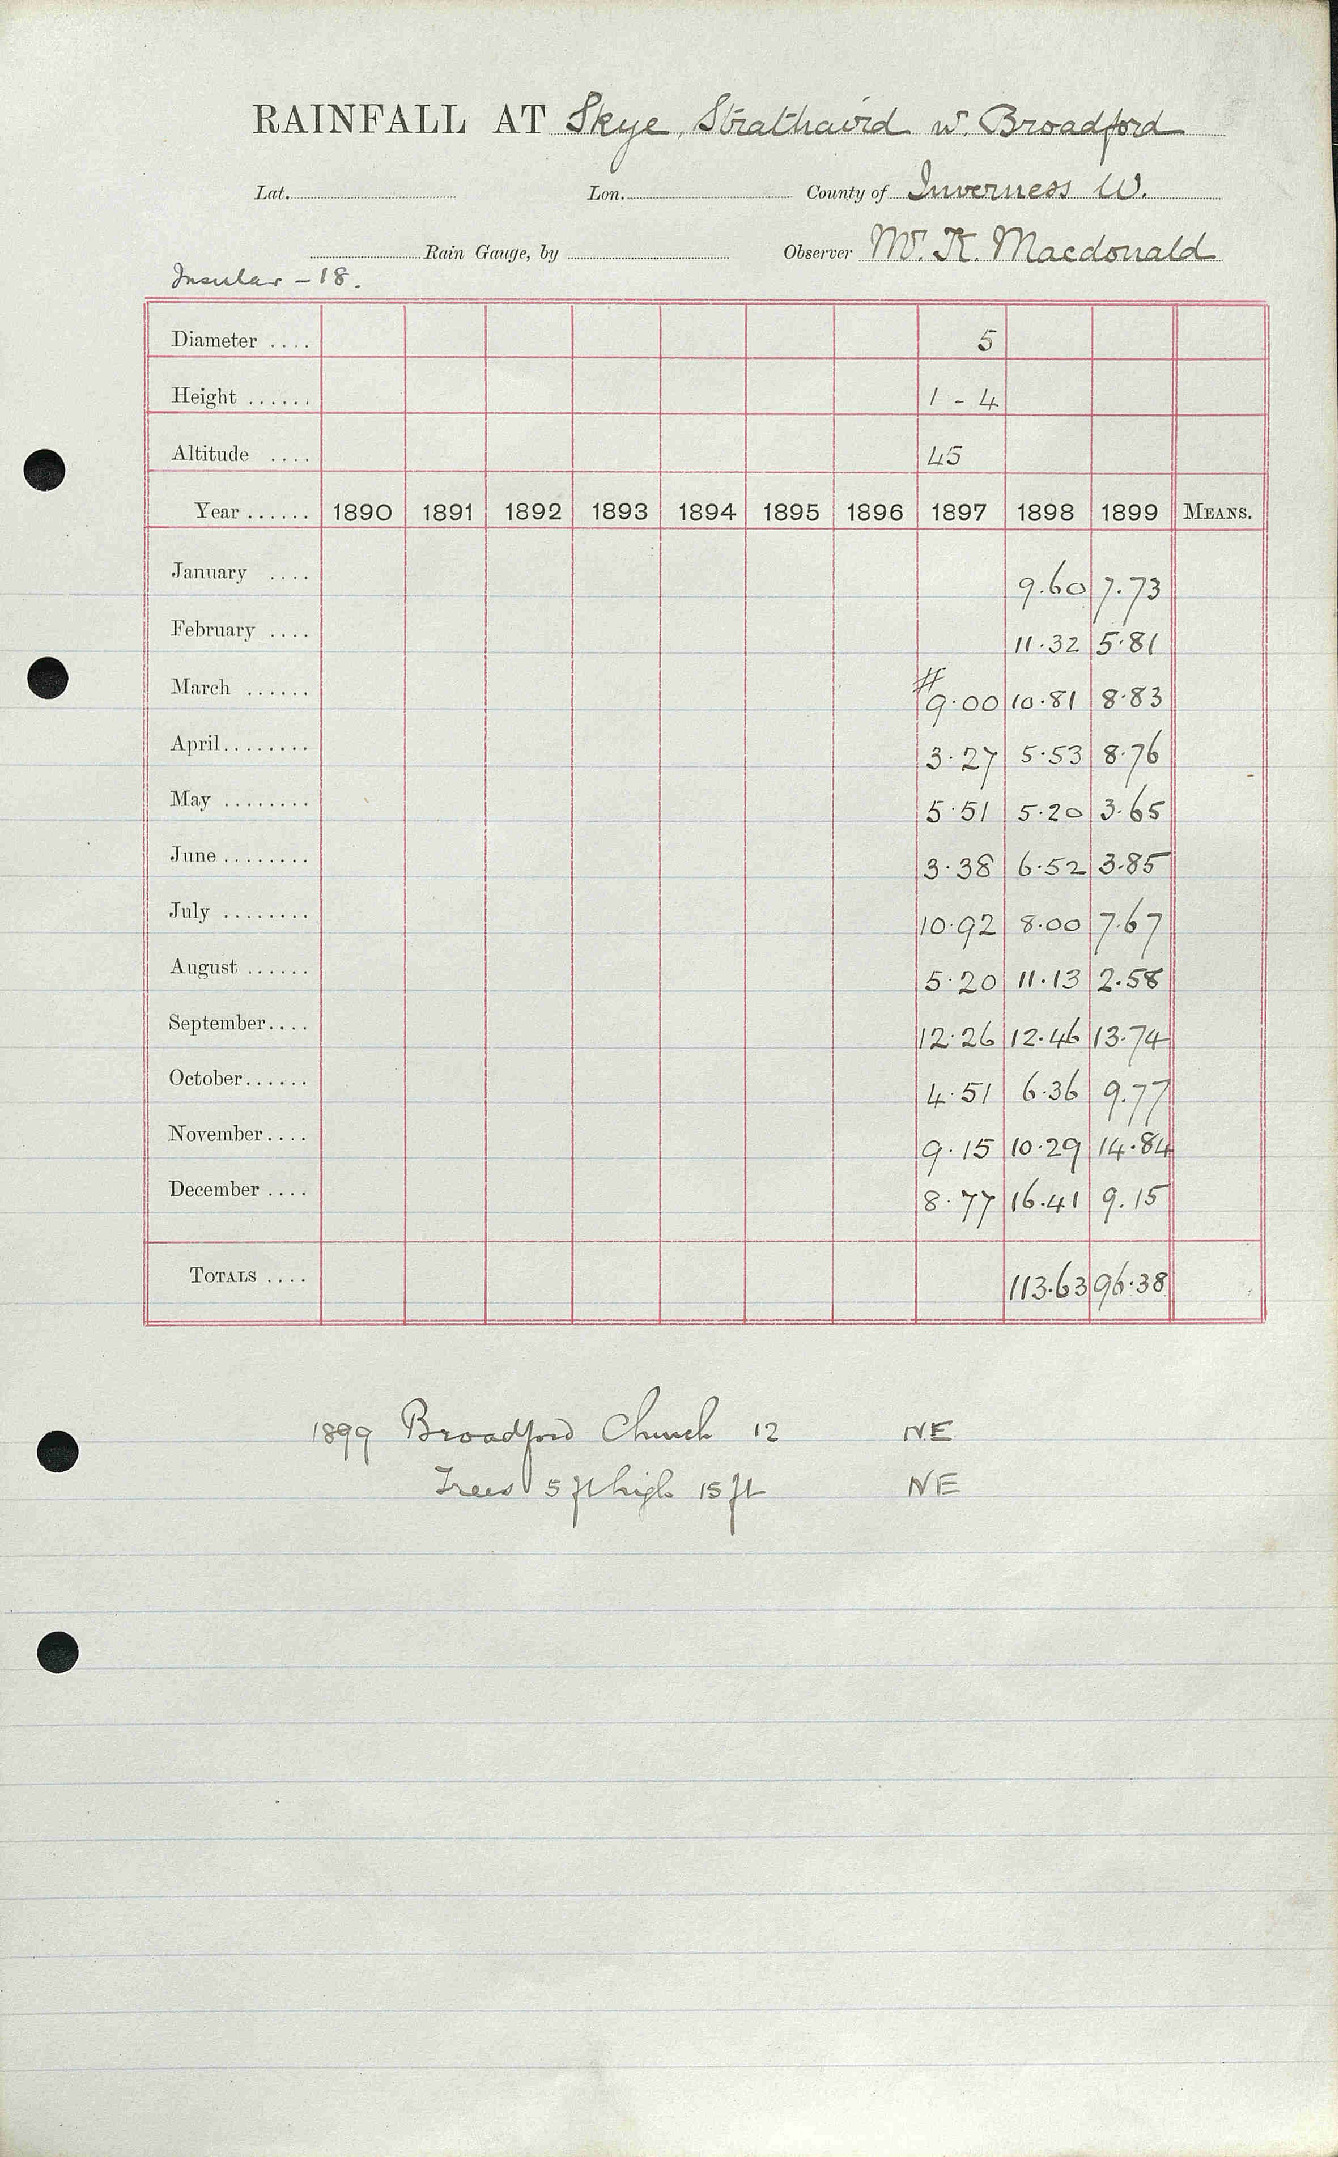 RAINFALL AT Skye, Strathaird w. Broadford
Lat. Lon. County of Inverness W.
Rain Gauge, by Observer Mr. K. Macdonald
Insular - 18.
Diameter .... 5
Height ...... 1 - 4
Altitude .... 45
Year ...... 1890 1891 1892 1893 1894 1895 1896 1897 1898 1899 MEANS.
January .... 9.60 7.73
February .... 11.32 5.81
March ...... # 9.00 10.81 8.83
April........ 3.27 5.53 8.76
May ........ 5.51 5.20 3.65
June ........ 3.38 6.52 3.85
July ........ 10.92 8.00 7.67
August ...... 5.20 11.13 2.58
September.... 12.26 12.46 13.74
October...... 4.51 6.36 9.77
November.... 9.15 10.29 14.84
December .... 8.77 16.41 9.15
TOTALS .... 113.63 96.38
1899 Broadford Church 12 NE
Trees 5 ft high 15 ft NE